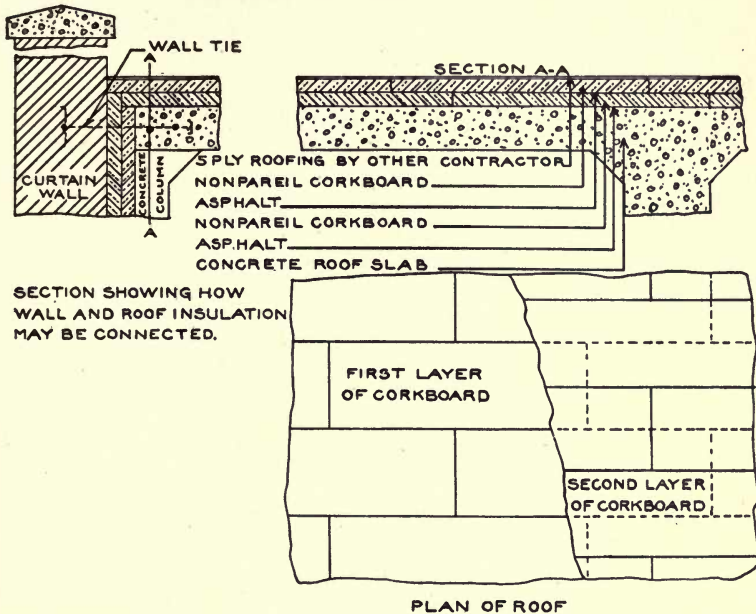 WALL TIE
A
SECTION A-A
CURTAIN
WALL
CONCRETE
COLUMN
A
5 PLY ROOFING BY OTHER CONTRACTOR
NONPAREIL CORKBOARD
ASPHALT
NONPAREIL CORKBOARD
ASPHALT
CONCRETE ROOF SLAB
SECTION SHOWING HOW
WALL AND ROOF INSULATION
MAY BE CONNECTED.
FIRST LAYER
OF CORKBOARD
SECOND LAYER
OF CORKBOARD
PLAN OF ROOF